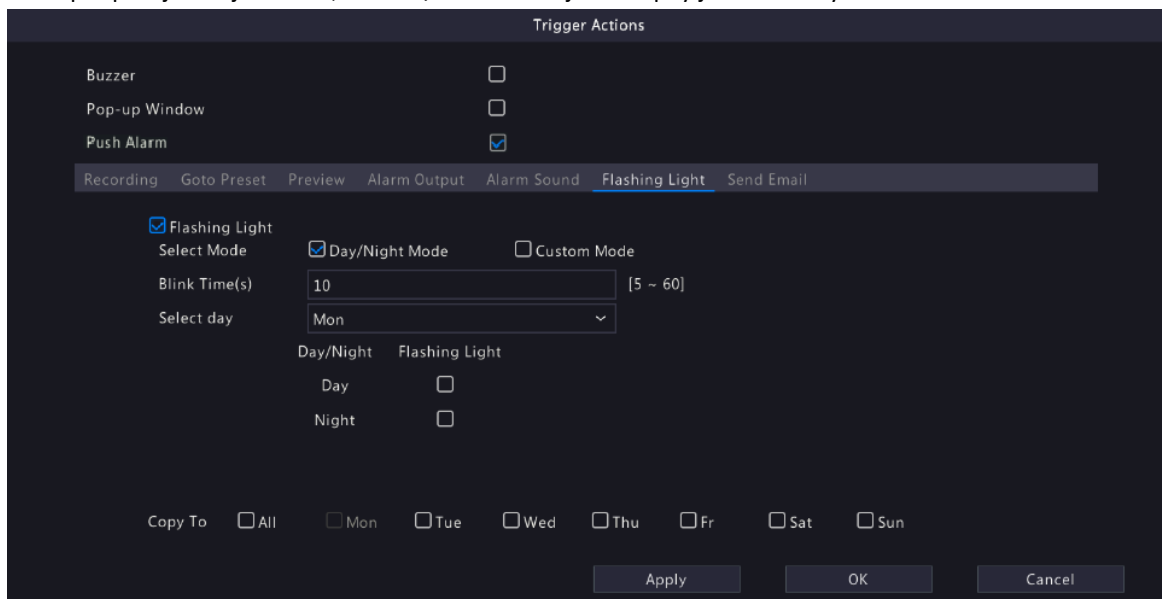 Trigger Actions
Buzzer
Pop-up Window
Push Alarm
Recording Goto Preset Preview Alarm Output Alarm Sound Flashing Light Send Email
Flashing Light
Select Mode Day/Night Mode Custom Mode
Blink Time(s) 10 [5 ~ 60]
Select day Mon
Day/Night Flashing Light
Day
Night
Copy To All Mon Tue Wed Thu Fr Sat Sun
Apply OK Cancel